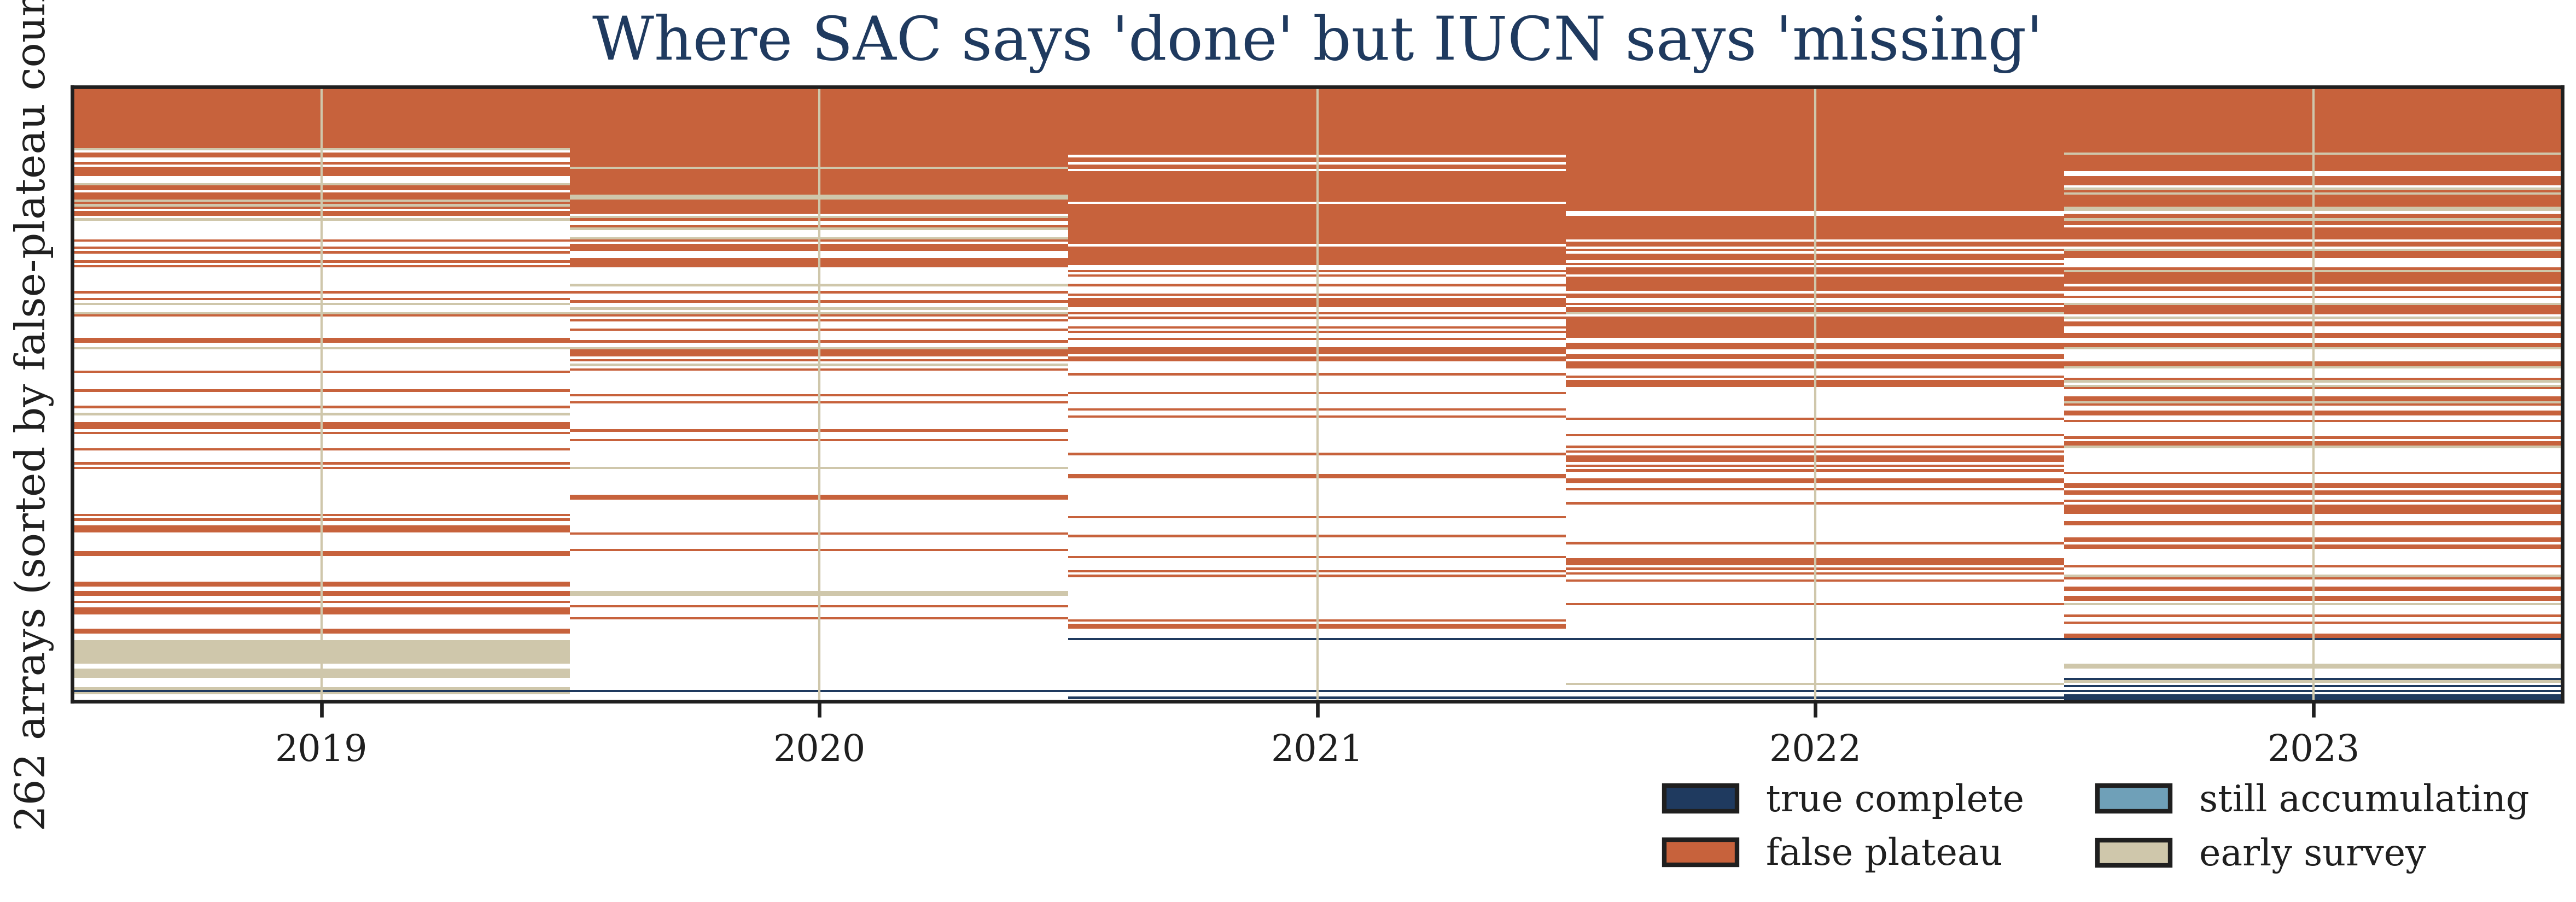 Where SAC says 'done' but IUCN says 'missing'
262 arrays (sorted by false-plateau
2019 2020 2021 2022 2023
true complete still accumulating
false plateau early survey